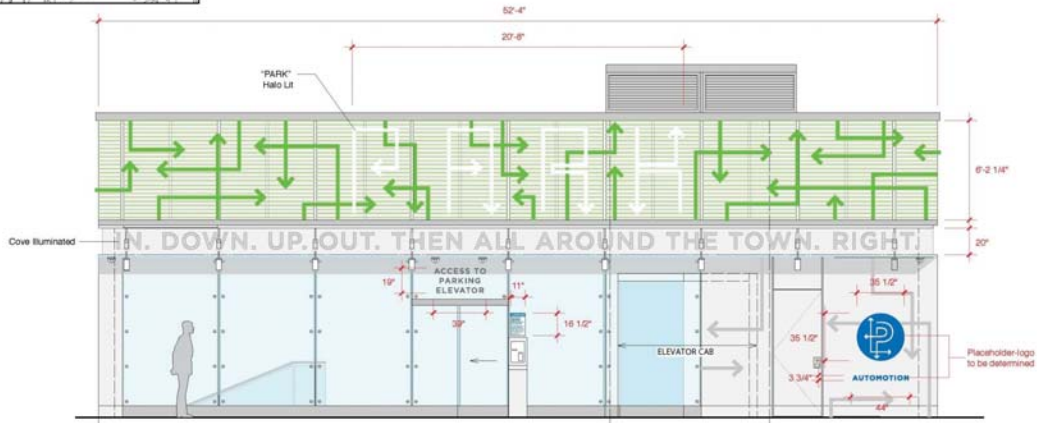 52'-4"
20'-8"
"PARK"
Halo Lit
PARK
6'-2 1/4"
Cove Illuminated
IN. DOWN. UP. OUT. THEN ALL AROUND THE TOWN. RIGHT.
20"
ACCESS TO
PARKING
ELEVATOR
19"
11"
39"
16 1/2"
35 1/2"
35 1/2"
ELEVATOR CAB
P
Placeholder-logo
to be determined
3 3/4"
AUTOMOTION
44"